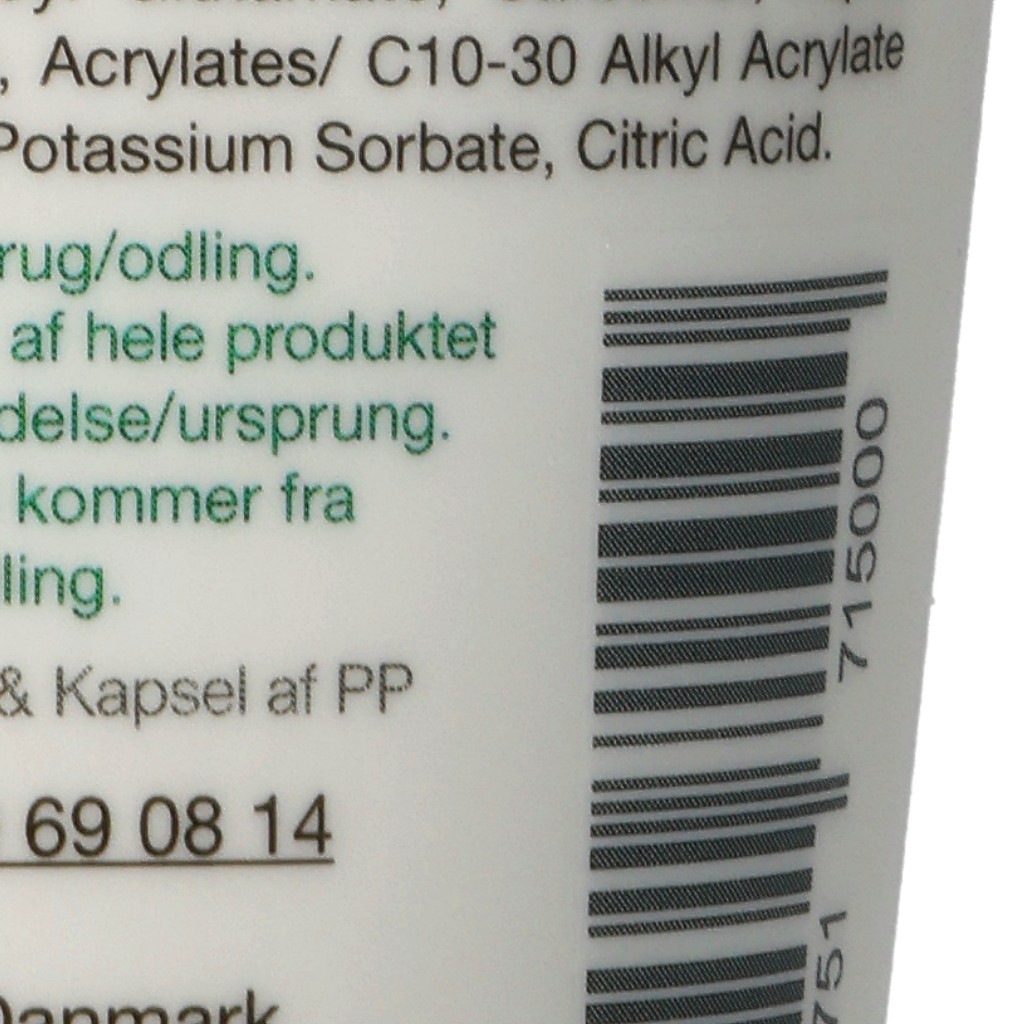 , Acrylates/ C10-30 Alkyl Acrylate
Potassium Sorbate, Citric Acid.
rug/odling.
af hele produktet
delse/ursprung.
kommer fra
ling.
& Kapsel af PP
69 08 14
Danmark
715000
751